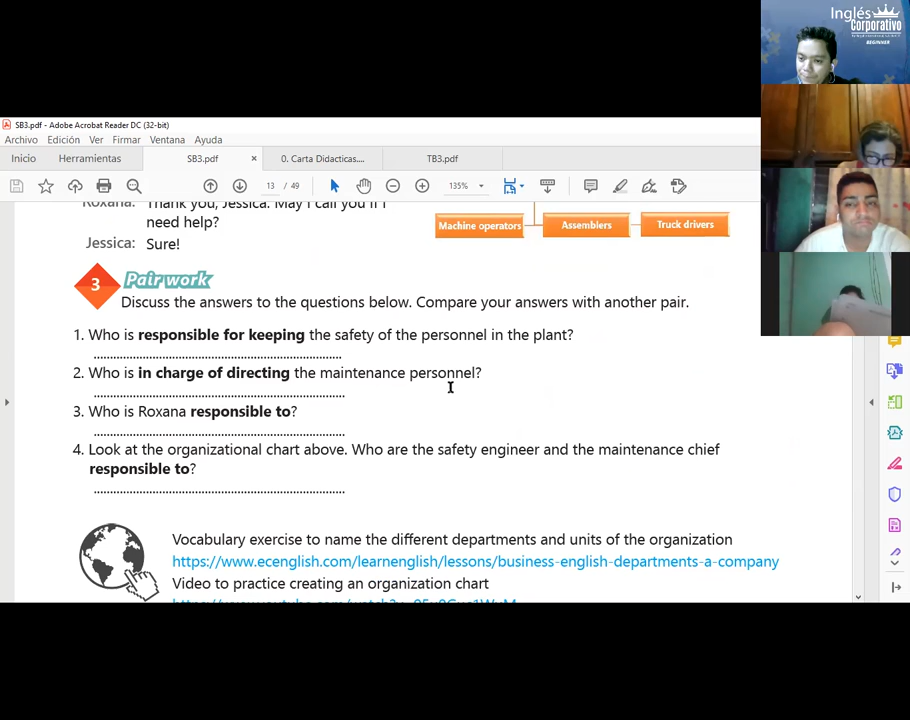 Inglés
Corporativo
BEGINNER
SB3.pdf - Adobe Acrobat Reader DC (32-bit)
Archivo Edición Ver Firmar Ventana Ayuda
Inicio Herramientas SB3.pdf × 0. Carta Didacticas.... TB3.pdf
13 / 49 135%
Roxana: Thank you, Jessica. May I call you if I
need help?
Jessica: Sure!
Machine operators Assemblers Truck drivers
3 Pair work
Discuss the answers to the questions below. Compare your answers with another pair.
1. Who is responsible for keeping the safety of the personnel in the plant?
2. Who is in charge of directing the maintenance personnel?
3. Who is Roxana responsible to?
4. Look at the organizational chart above. Who are the safety engineer and the maintenance chief
responsible to?
Vocabulary exercise to name the different departments and units of the organization
https://www.ecenglish.com/learnenglish/lessons/business-english-departments-a-company
Video to practice creating an organization chart